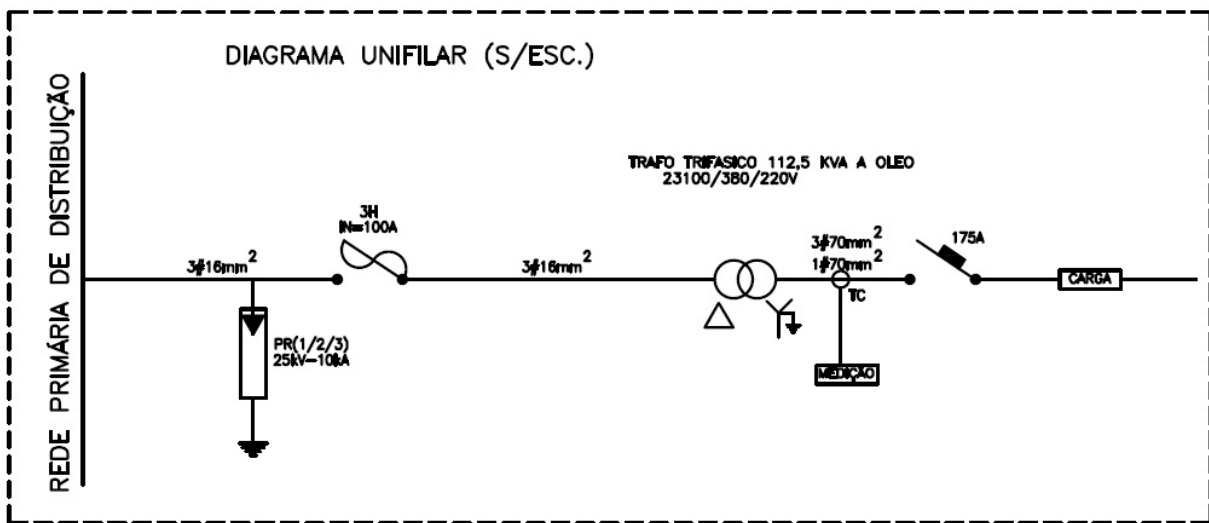 DIAGRAMA UNIFILAR (S/ESC.)
REDE PRIMÁRIA DE DISTRIBUIÇÃO
TRAFO TRIFASICO 112,5 KVA A OLEO
23100/380/220V
3H
IN=100A
3#16mm²
3#16mm²
3#70mm²
1#70mm²
175A
TC
CARGA
PR(1/2/3)
25kV-10kA
MEDIÇÃO